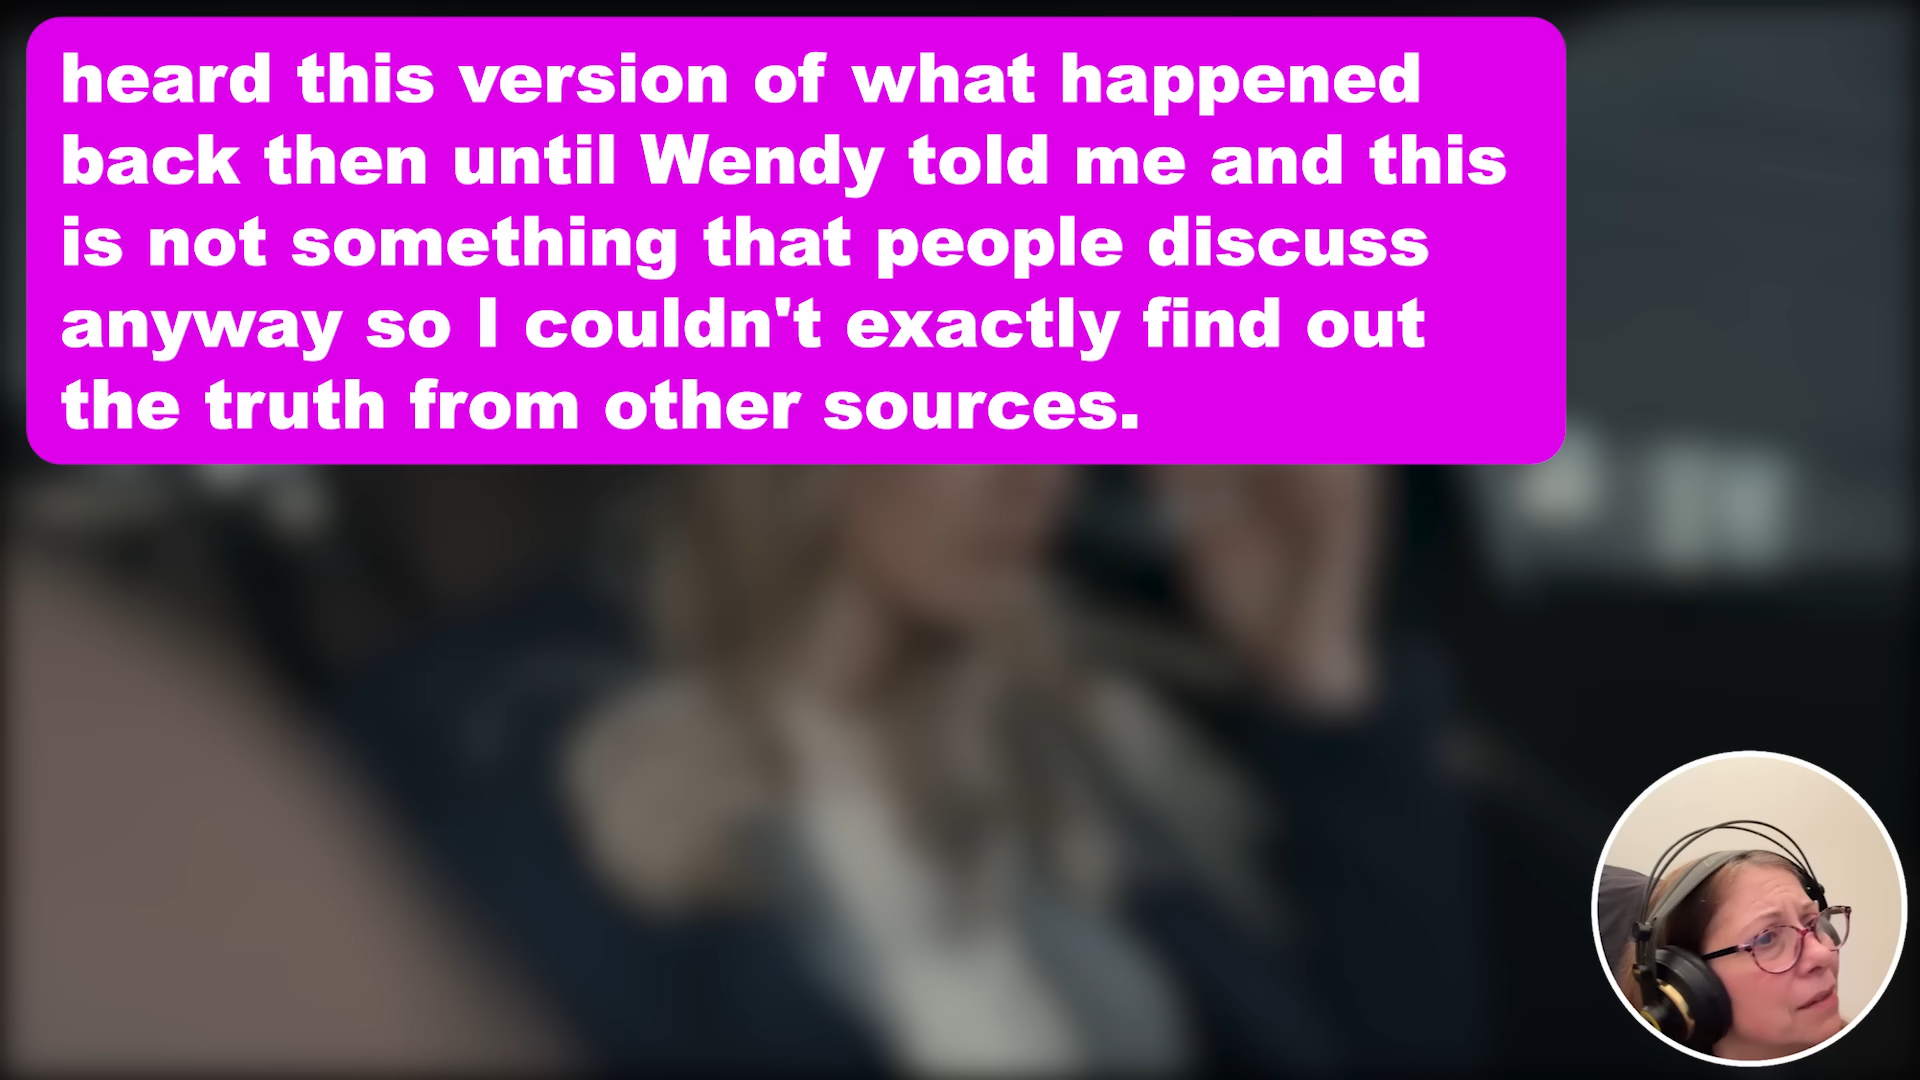 heard this version of what happened
back then until Wendy told me and this
is not something that people discuss
anyway so I couldn't exactly find out
the truth from other sources.